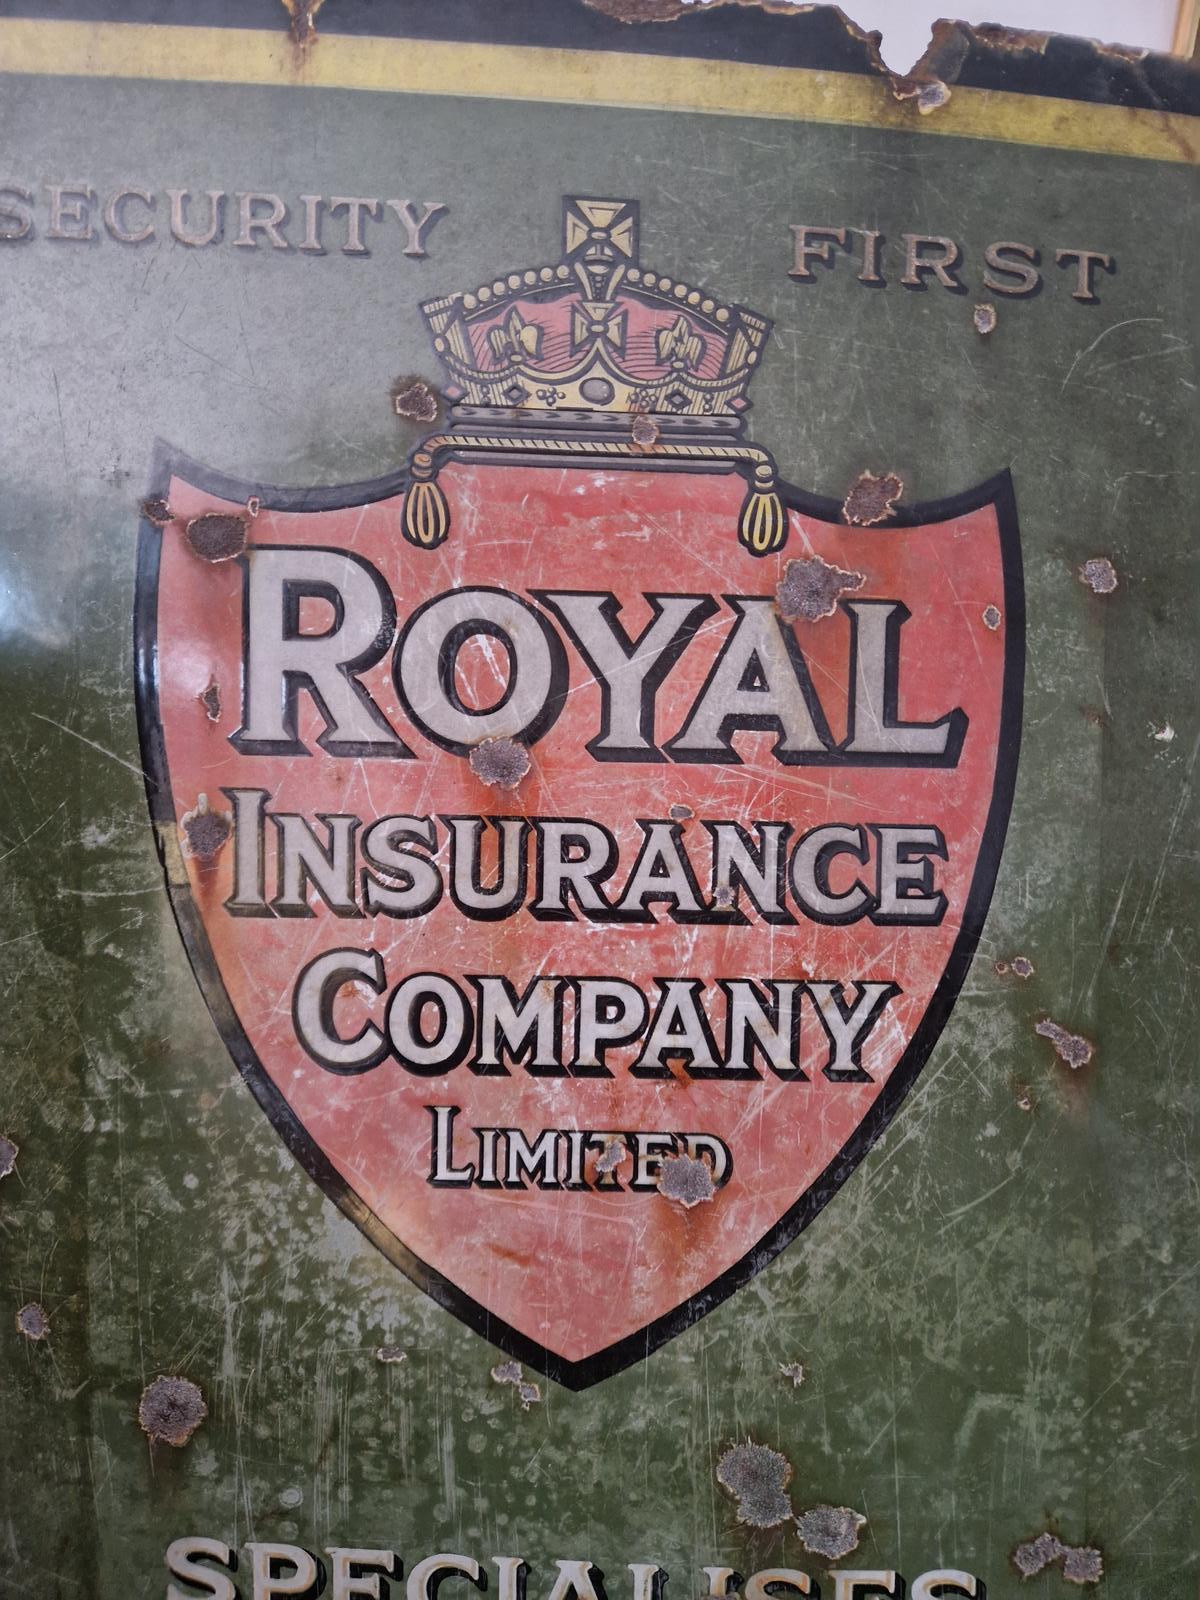 SECURITY FIRST
ROYAL
INSURANCE
COMPANY
LIMITED
SPECIALISES